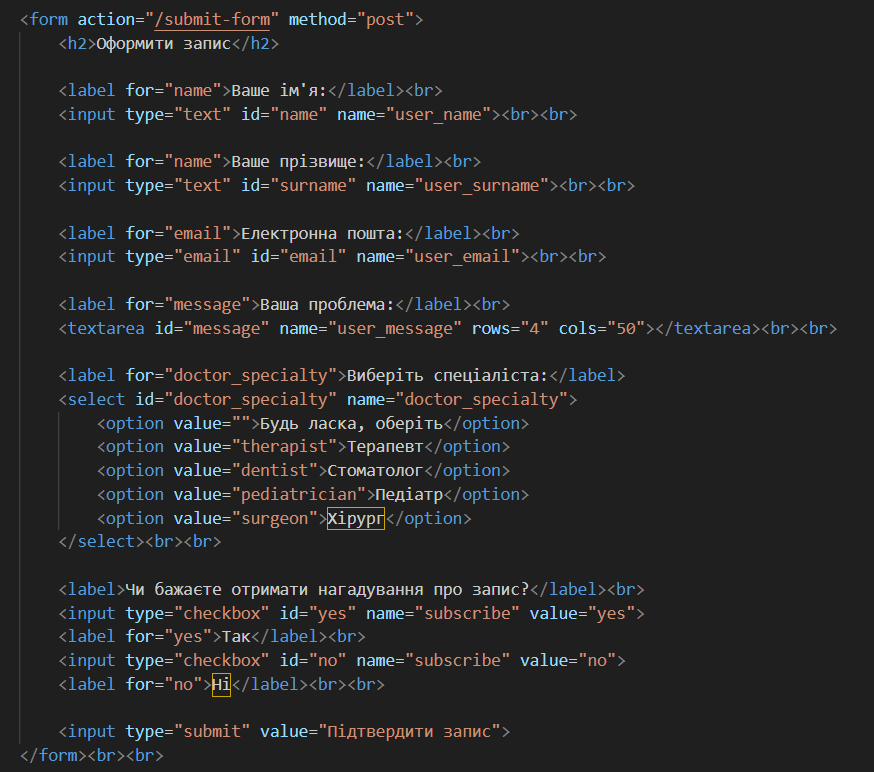 <form action="/submit-form" method="post">
<h2>Оформити запис</h2>
<label for="name">Ваше ім'я:</label><br>
<input type="text" id="name" name="user_name"><br><br>
<label for="name">Ваше прізвище:</label><br>
<input type="text" id="surname" name="user_surname"><br><br>
<label for="email">Електронна пошта:</label><br>
<input type="email" id="email" name="user_email"><br><br>
<label for="message">Ваша проблема:</label><br>
<textarea id="message" name="user_message" rows="4" cols="50"></textarea><br><br>
<label for="doctor_specialty">Виберіть спеціаліста:</label>
<select id="doctor_specialty" name="doctor_specialty">
<option value="">Будь ласка, оберіть</option>
<option value="therapist">Терапевт</option>
<option value="dentist">Стоматолог</option>
<option value="pediatrician">Педіатр</option>
<option value="surgeon">Хірург</option>
</select><br><br>
<label>Чи бажаєте отримати нагадування про запис?</label><br>
<input type="checkbox" id="yes" name="subscribe" value="yes">
<label for="yes">Так</label><br>
<input type="checkbox" id="no" name="subscribe" value="no">
<label for="no">Ні</label><br><br>
<input type="submit" value="Підтвердити запис">
</form><br><br>